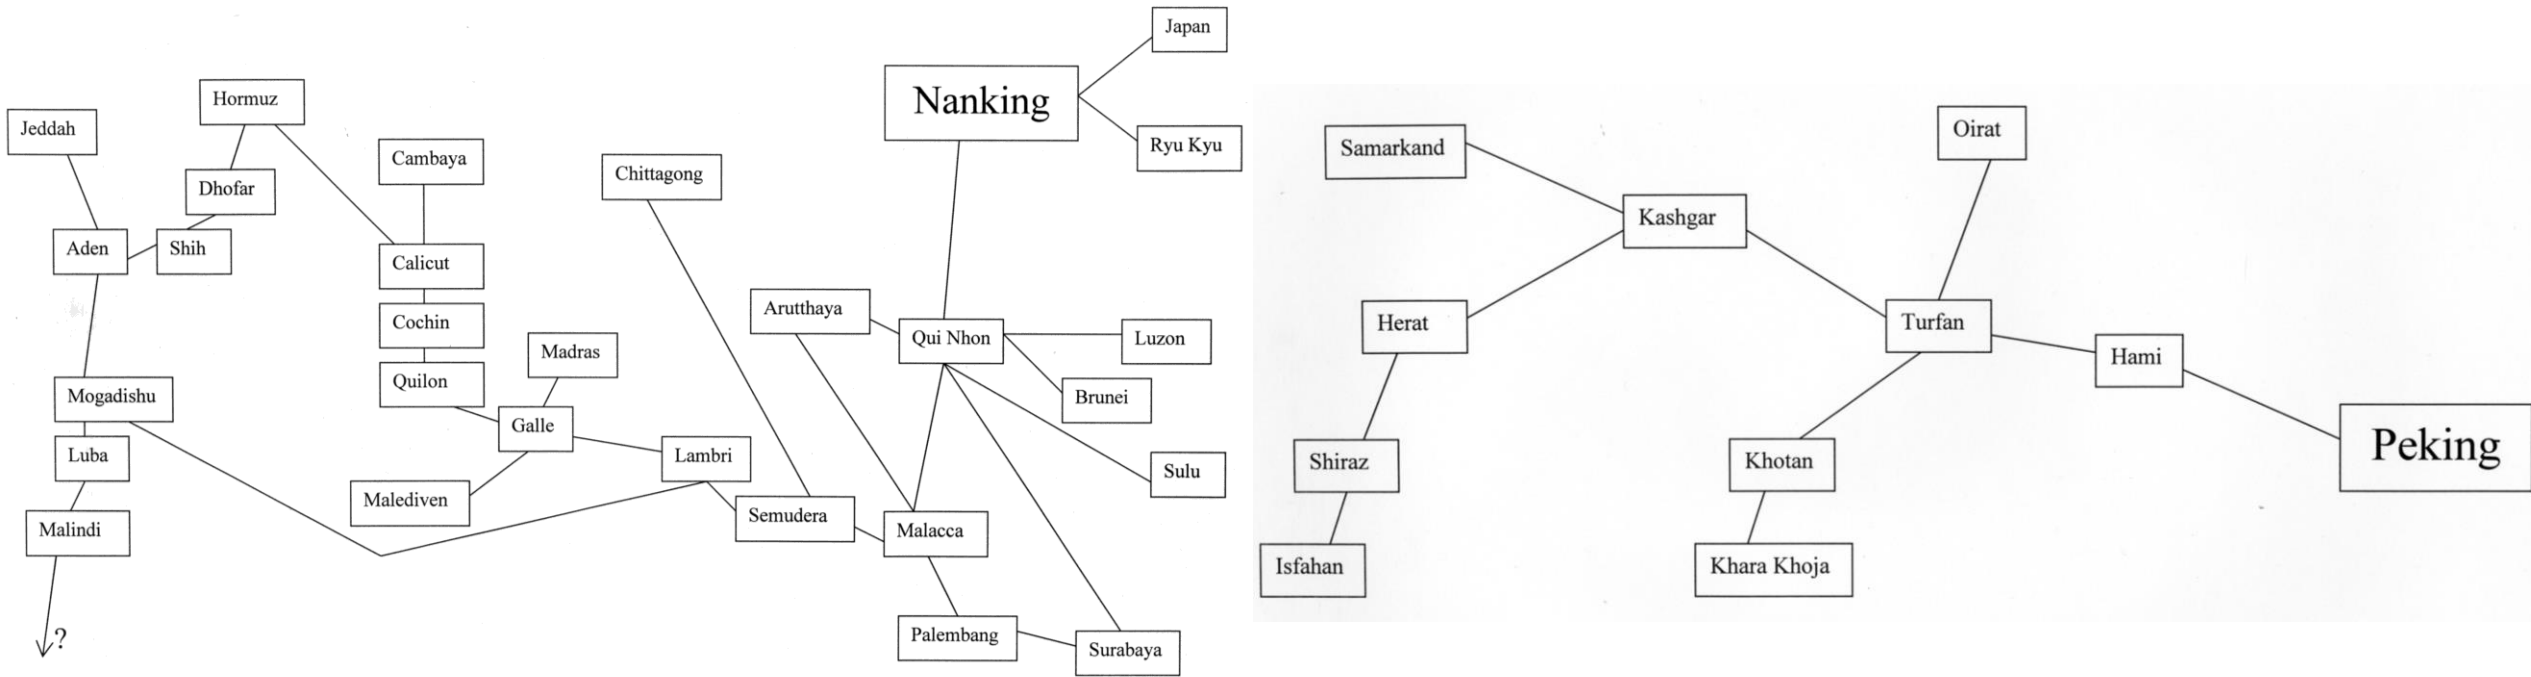 Japan
Nanking
Ryu Kyu
Hormuz
Jeddah
Cambaya
Chittagong
Dhofar
Aden
Shih
Calicut
Cochin
Quilon
Madras
Galle
Malediven
Lambri
Semudera
Arutthaya
Qui Nhon
Luzon
Brunei
Sulu
Malacca
Palembang
Surabaya
Mogadishu
Luba
Malindi
?
Oirat
Samarkand
Kashgar
Herat
Turfan
Hami
Peking
Shiraz
Khotan
Isfahan
Khara Khoja